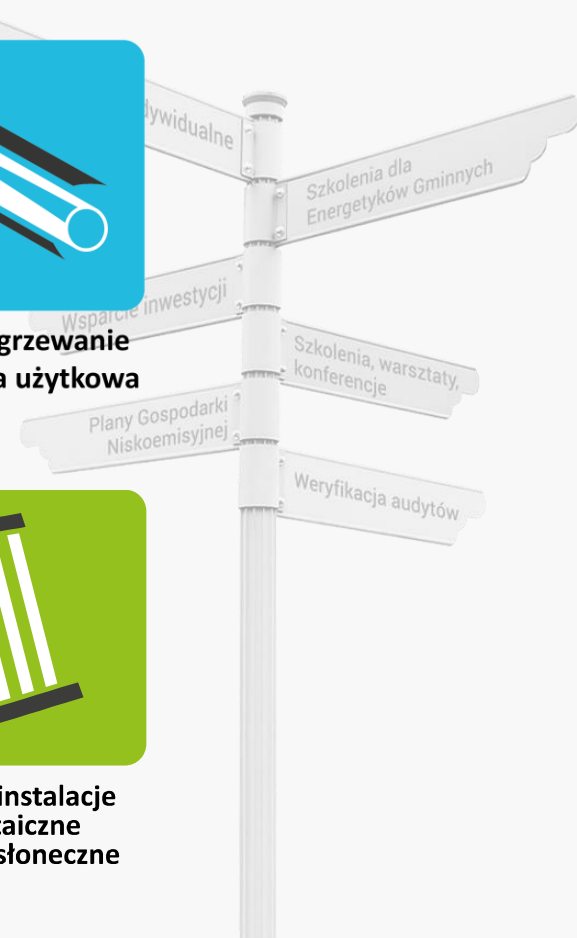 dywidualne
Szkolenia dla
Energetyków Gminnych
Wsparcie inwestycji
grzewanie
a użytkowa
Szkolenia, warsztaty,
konferencje
Plany Gospodarki
Niskoemisyjnej
Weryfikacja audytów
instalacje
taiczne
słoneczne